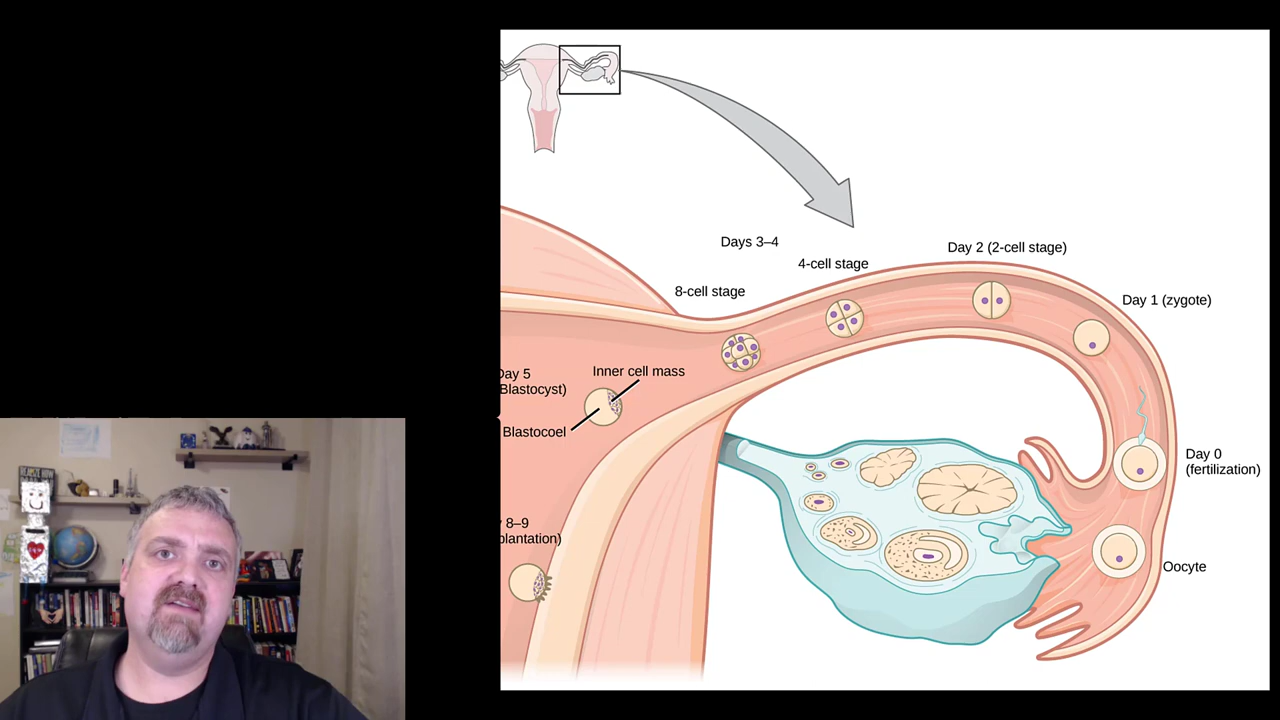 Days 3–4
Day 2 (2-cell stage)
4-cell stage
8-cell stage
Day 1 (zygote)
Inner cell mass
Day 5
Blastocyst)
Blastocoel
Day 0
(fertilization)
8–9
plantation)
Oocyte